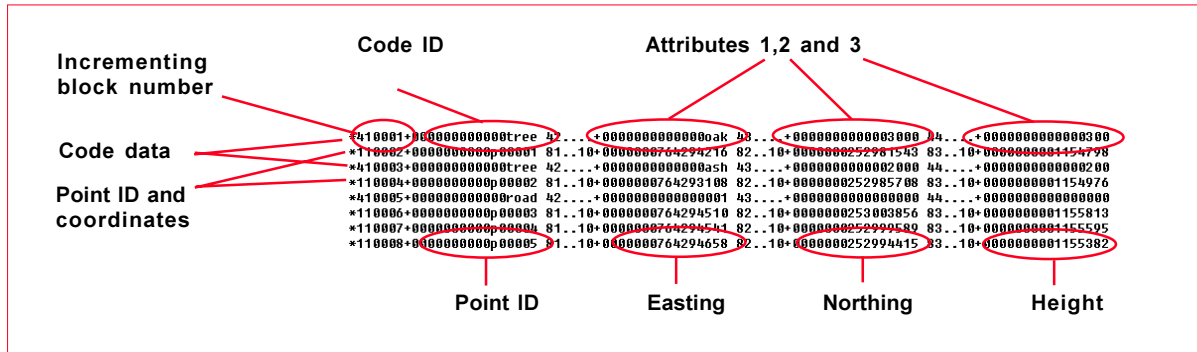 Code ID
Attributes 1,2 and 3
Incrementing
block number
Code data
Point ID and
coordinates
*410001+000000000000tree 42....+0000000000000oak 43....+0000000000003000 44....+0000000000000300
*110002+0000000000p00001 81..10+0000000764294216 82..10+0000000252981543 83..10+0000000001154798
*410003+000000000000tree 42....+0000000000000ash 43....+0000000000002000 44....+0000000000000200
*110004+0000000000p00002 81..10+0000000764293108 82..10+0000000252985708 83..10+0000000001154976
*410005+000000000000road 42....+0000000000000001 43....+0000000000000000 44....+0000000000000000
*110006+0000000000p00003 81..10+0000000764294510 82..10+0000000253003856 83..10+0000000001155813
*110007+0000000000p00004 81..10+0000000764294541 82..10+0000000252999589 83..10+0000000001155595
*110008+0000000000p00005 81..10+0000000764294658 82..10+0000000252994415 83..10+0000000001155382
Point ID
Easting
Northing
Height